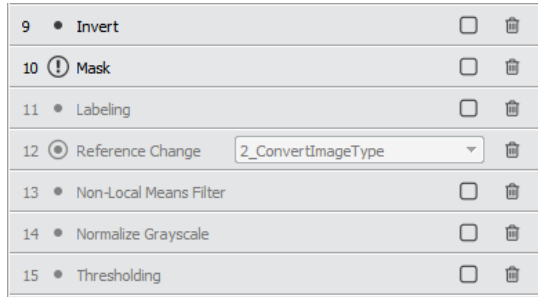 9 Invert
10 Mask
11 Labeling
12 Reference Change 2_ConvertImageType
13 Non-Local Means Filter
14 Normalize Grayscale
15 Thresholding